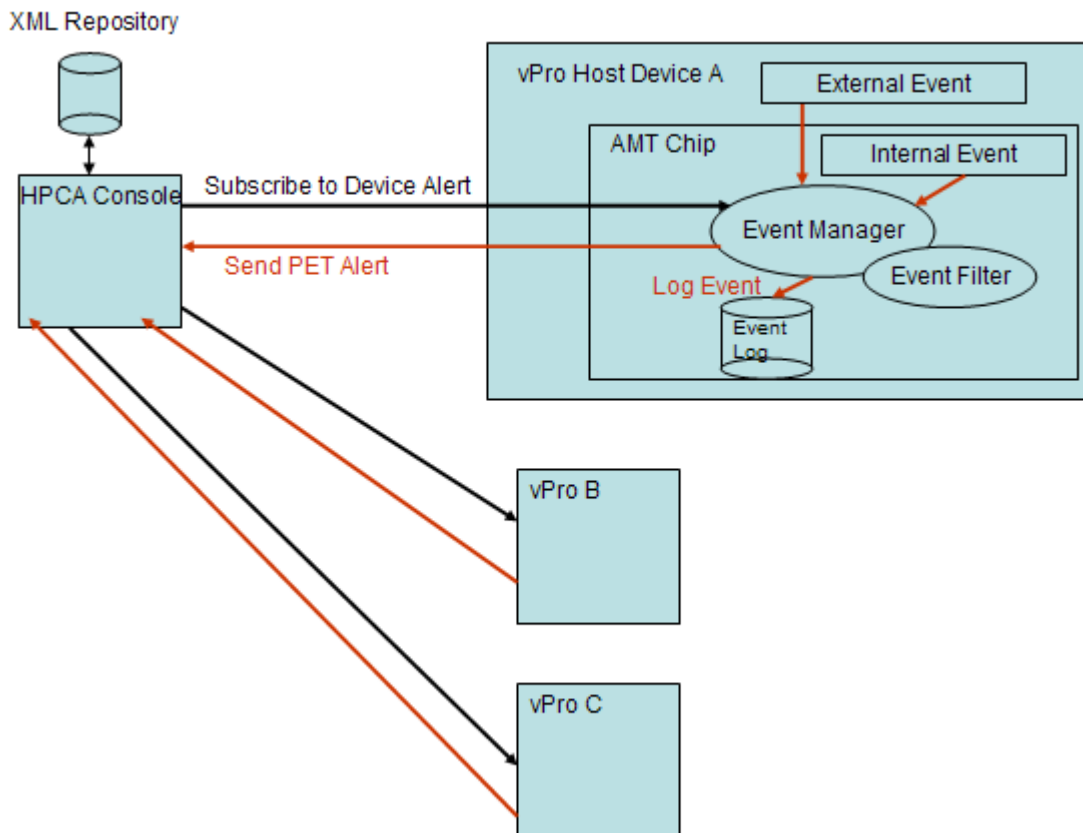 XML Repository
vPro Host Device A
External Event
AMT Chip
Internal Event
HPCA Console
Subscribe to Device Alert
Event Manager
Send PET Alert
Event Filter
Log Event
Event
Log
vPro B
vPro C